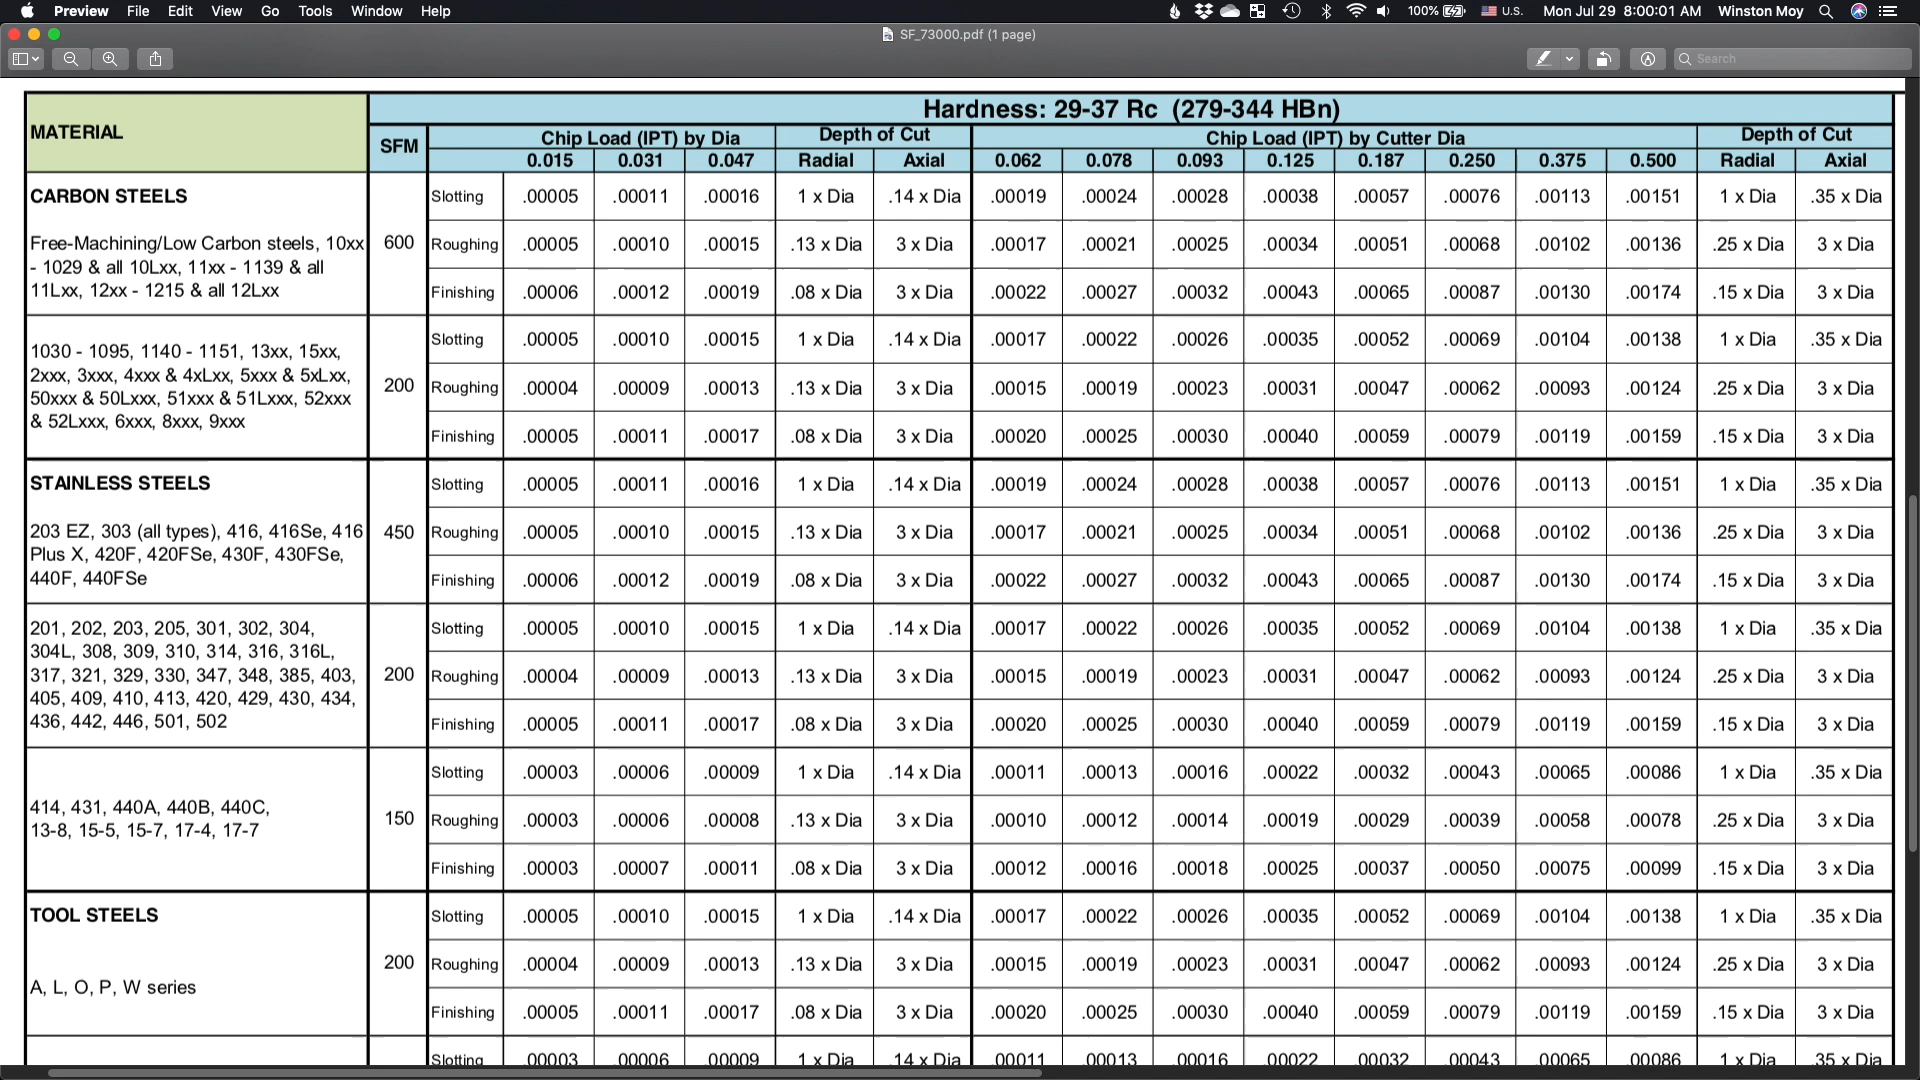 Preview File Edit View Go Tools Window Help 100% U.S. Mon Jul 29 8:00:01 AM Winston Moy
SF_73000.pdf (1 page)
Search
MATERIAL
Hardness: 29-37 Rc (279-344 HBn)
SFM
Chip Load (IPT) by Dia Depth of Cut Chip Load (IPT) by Cutter Dia Depth of Cut
0.015 0.031 0.047 Radial Axial 0.062 0.078 0.093 0.125 0.187 0.250 0.375 0.500 Radial Axial
CARBON STEELS
Free-Machining/Low Carbon steels, 10xx
- 1029 & all 10Lxx, 11xx - 1139 & all
11Lxx, 12xx - 1215 & all 12Lxx
600
Slotting .00005 .00011 .00016 1 x Dia .14 x Dia .00019 .00024 .00028 .00038 .00057 .00076 .00113 .00151 1 x Dia .35 x Dia
Roughing .00005 .00010 .00015 .13 x Dia 3 x Dia .00017 .00021 .00025 .00034 .00051 .00068 .00102 .00136 .25 x Dia 3 x Dia
Finishing .00006 .00012 .00019 .08 x Dia 3 x Dia .00022 .00027 .00032 .00043 .00065 .00087 .00130 .00174 .15 x Dia 3 x Dia
1030 - 1095, 1140 - 1151, 13xx, 15xx,
2xxx, 3xxx, 4xxx & 4xLxx, 5xxx & 5xLxx,
50xxx & 50Lxxx, 51xxx & 51Lxxx, 52xxx
& 52Lxxx, 6xxx, 8xxx, 9xxx
200
Slotting .00005 .00010 .00015 1 x Dia .14 x Dia .00017 .00022 .00026 .00035 .00052 .00069 .00104 .00138 1 x Dia .35 x Dia
Roughing .00004 .00009 .00013 .13 x Dia 3 x Dia .00015 .00019 .00023 .00031 .00047 .00062 .00093 .00124 .25 x Dia 3 x Dia
Finishing .00005 .00011 .00017 .08 x Dia 3 x Dia .00020 .00025 .00030 .00040 .00059 .00079 .00119 .00159 .15 x Dia 3 x Dia
STAINLESS STEELS
203 EZ, 303 (all types), 416, 416Se, 416
Plus X, 420F, 420FSe, 430F, 430FSe,
440F, 440FSe
450
Slotting .00005 .00011 .00016 1 x Dia .14 x Dia .00019 .00024 .00028 .00038 .00057 .00076 .00113 .00151 1 x Dia .35 x Dia
Roughing .00005 .00010 .00015 .13 x Dia 3 x Dia .00017 .00021 .00025 .00034 .00051 .00068 .00102 .00136 .25 x Dia 3 x Dia
Finishing .00006 .00012 .00019 .08 x Dia 3 x Dia .00022 .00027 .00032 .00043 .00065 .00087 .00130 .00174 .15 x Dia 3 x Dia
201, 202, 203, 205, 301, 302, 304,
304L, 308, 309, 310, 314, 316, 316L,
317, 321, 329, 330, 347, 348, 385, 403,
405, 409, 410, 413, 420, 429, 430, 434,
436, 442, 446, 501, 502
200
Slotting .00005 .00010 .00015 1 x Dia .14 x Dia .00017 .00022 .00026 .00035 .00052 .00069 .00104 .00138 1 x Dia .35 x Dia
Roughing .00004 .00009 .00013 .13 x Dia 3 x Dia .00015 .00019 .00023 .00031 .00047 .00062 .00093 .00124 .25 x Dia 3 x Dia
Finishing .00005 .00011 .00017 .08 x Dia 3 x Dia .00020 .00025 .00030 .00040 .00059 .00079 .00119 .00159 .15 x Dia 3 x Dia
414, 431, 440A, 440B, 440C,
13-8, 15-5, 15-7, 17-4, 17-7
150
Slotting .00003 .00006 .00009 1 x Dia .14 x Dia .00011 .00013 .00016 .00022 .00032 .00043 .00065 .00086 1 x Dia .35 x Dia
Roughing .00003 .00006 .00008 .13 x Dia 3 x Dia .00010 .00012 .00014 .00019 .00029 .00039 .00058 .00078 .25 x Dia 3 x Dia
Finishing .00003 .00007 .00011 .08 x Dia 3 x Dia .00012 .00016 .00018 .00025 .00037 .00050 .00075 .00099 .15 x Dia 3 x Dia
TOOL STEELS
A, L, O, P, W series
200
Slotting .00005 .00010 .00015 1 x Dia .14 x Dia .00017 .00022 .00026 .00035 .00052 .00069 .00104 .00138 1 x Dia .35 x Dia
Roughing .00004 .00009 .00013 .13 x Dia 3 x Dia .00015 .00019 .00023 .00031 .00047 .00062 .00093 .00124 .25 x Dia 3 x Dia
Finishing .00005 .00011 .00017 .08 x Dia 3 x Dia .00020 .00025 .00030 .00040 .00059 .00079 .00119 .00159 .15 x Dia 3 x Dia
Slotting .00003 .00006 .00009 1 x Dia .14 x Dia .00011 .00013 .00016 .00022 .00032 .00043 .00065 .00086 1 x Dia .35 x Dia